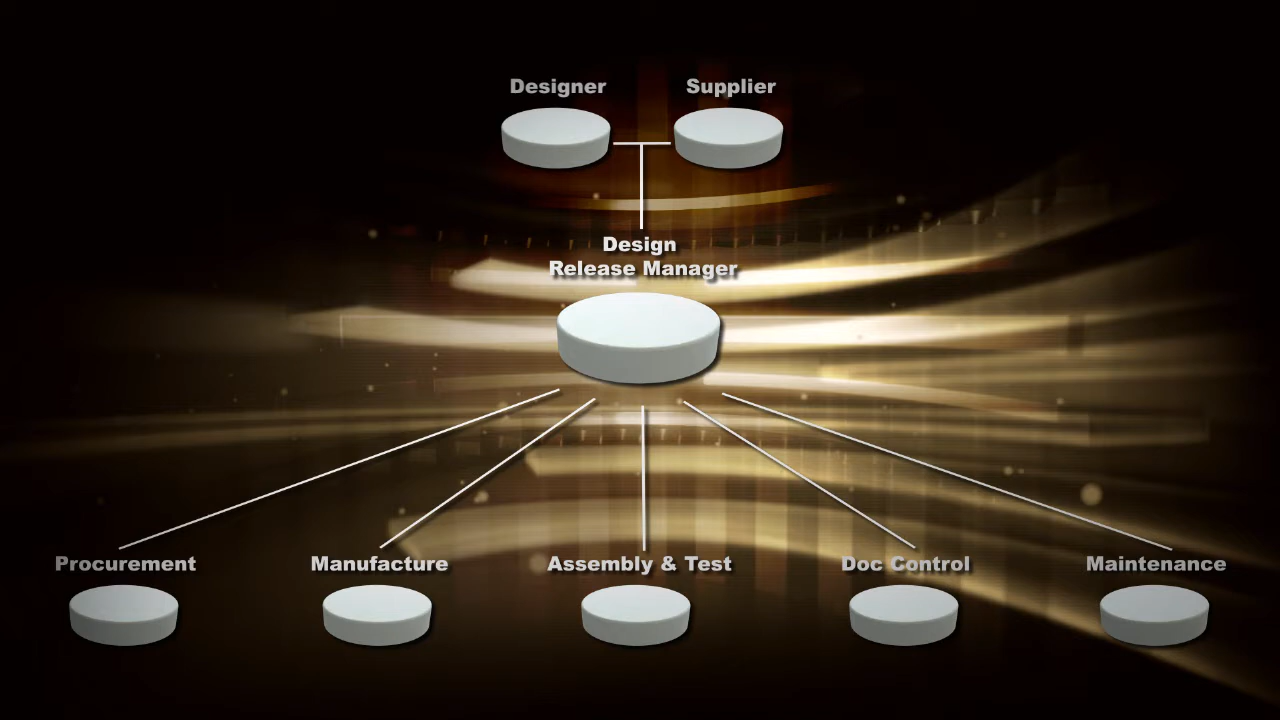 Designer
Supplier
Design
Release Manager
Procurement
Manufacture
Assembly & Test
Doc Control
Maintenance